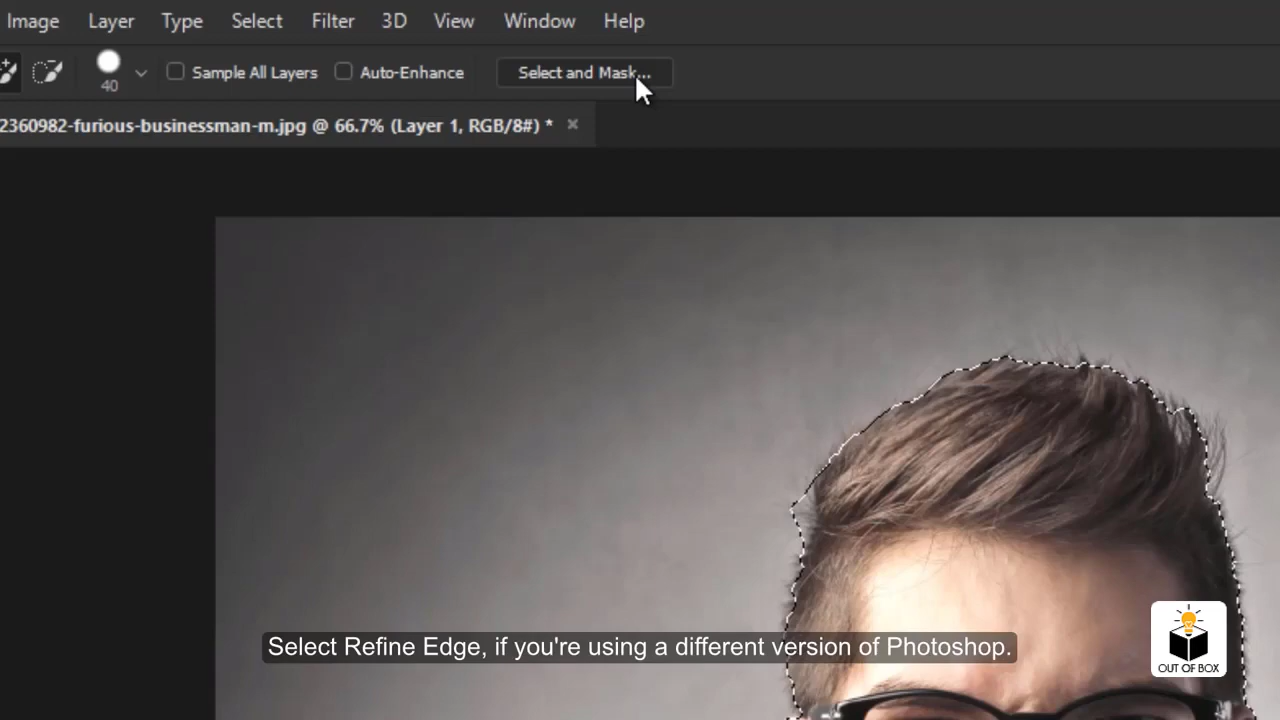 Image Layer Type Select Filter 3D View Window Help
40 Sample All Layers Auto-Enhance Select and Mask...
2360982-furious-businessman-m.jpg @ 66.7% (Layer 1, RGB/8#) * ×
Select Refine Edge, if you're using a different version of Photoshop.
OUT OF BOX